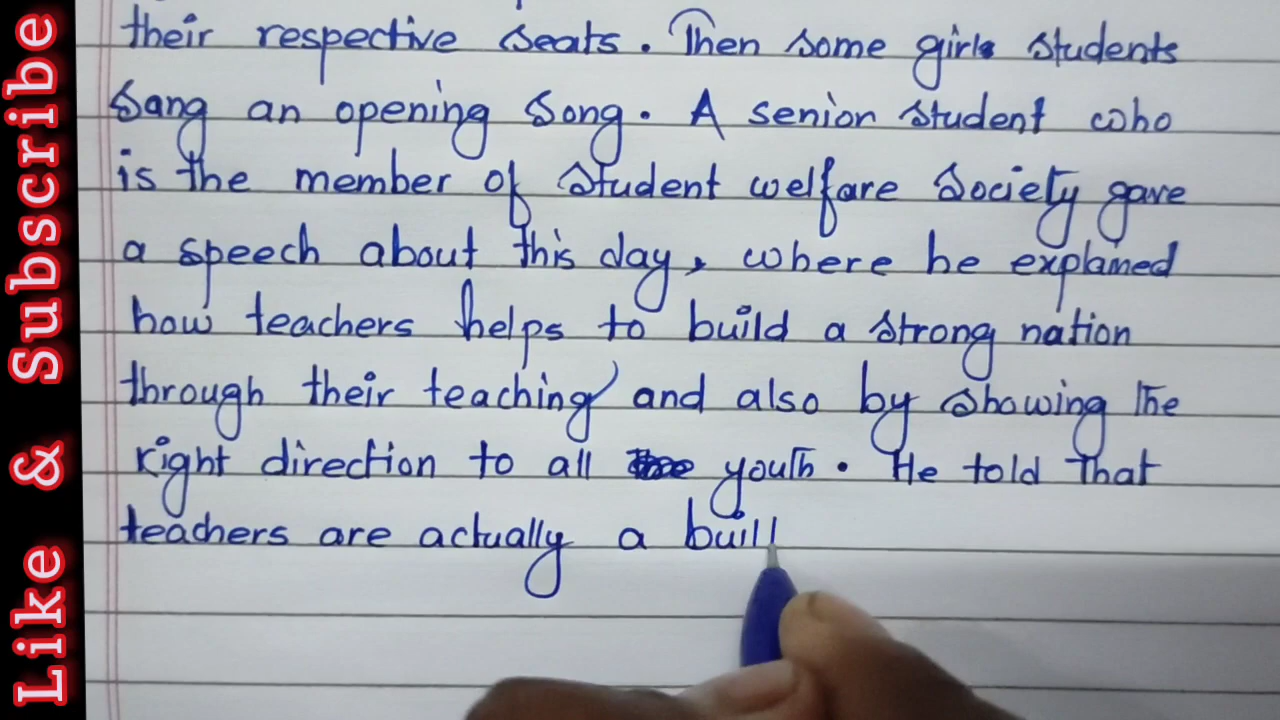 Like & Subscribe
their respective seats. Then some girls students
sang an opening song. A senior student who
is the member of student welfare society gave
a speech about this day, where he explained
how teachers helps to build a strong nation
through their teaching and also by showing the
right direction to all youth. He told that
teachers are actually a buil